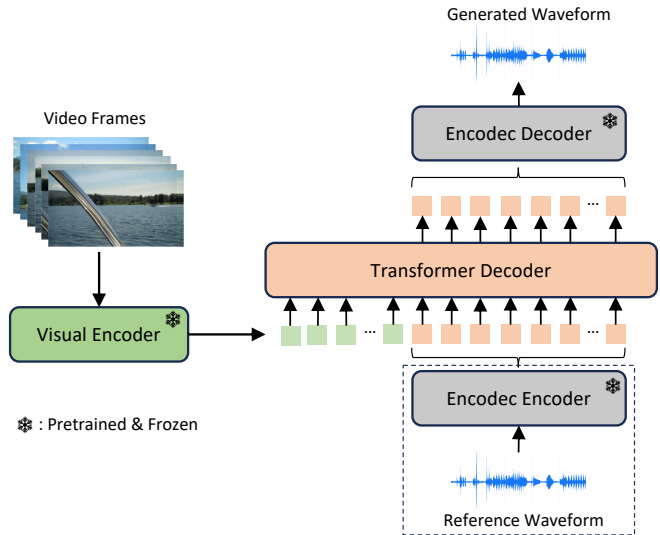 Generated Waveform
Encodec Decoder
Video Frames
...
Transformer Decoder
Visual Encoder
... ...
Encodec Encoder
: Pretrained & Frozen
Reference Waveform